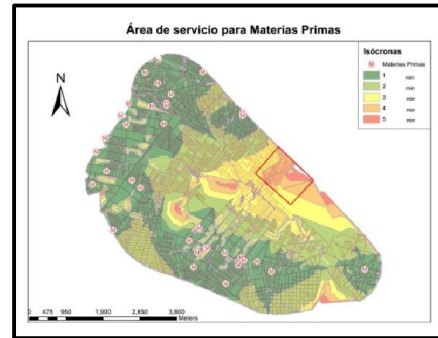 Área de servicio para Materias Primas
N
Isócronas
M Materias Primas
1 min
2 min
3 min
4 min
5 min
0 475 950 1,900 2,850 3,800
Meters